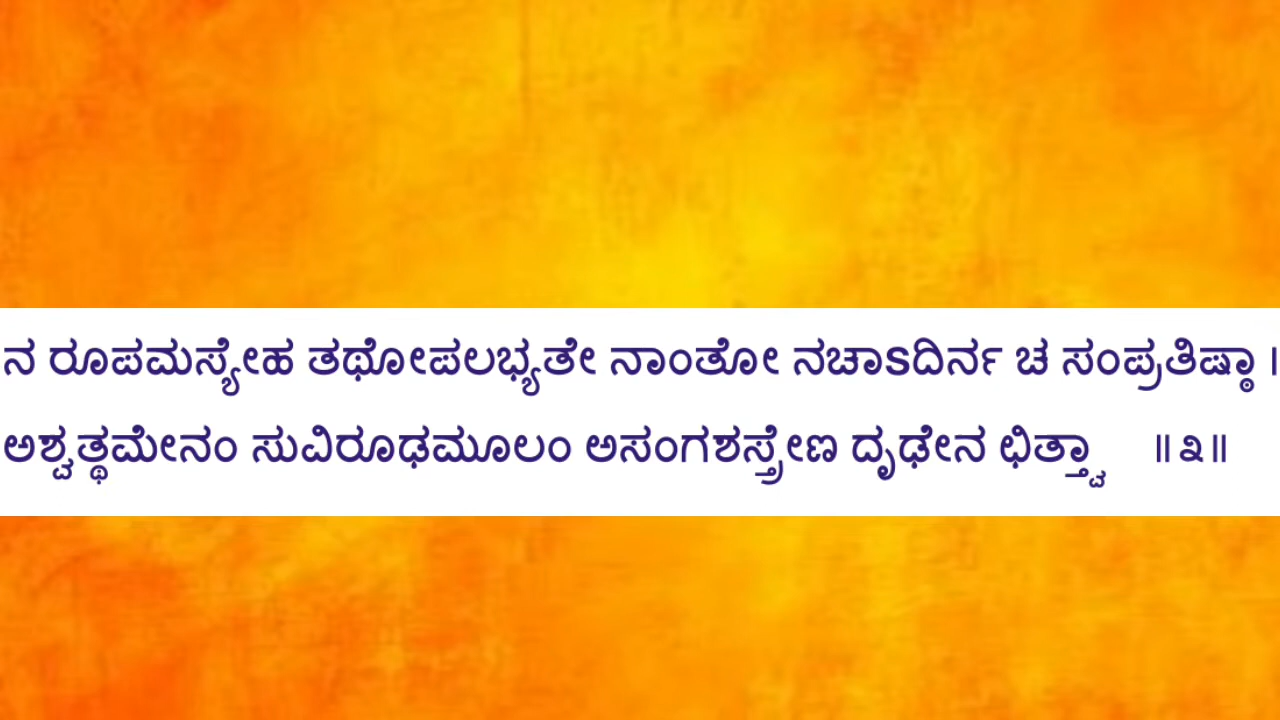 ನ ರೂಪಮಸ್ಯೇಹ ತಥೋಪಲಭ್ಯತೇ ನಾಂತೋ ನಚಾSದಿರ್ನ ಚ ಸಂಪ್ರತಿಷ್ಠಾ ।
ಅಶ್ವತ್ಥಮೇನಂ ಸುವಿರೂಢಮೂಲಂ ಅಸಂಗಶಸ್ತ್ರೇಣ ದೃಢೇನ ಛಿತ್ತ್ವಾ ॥೩॥